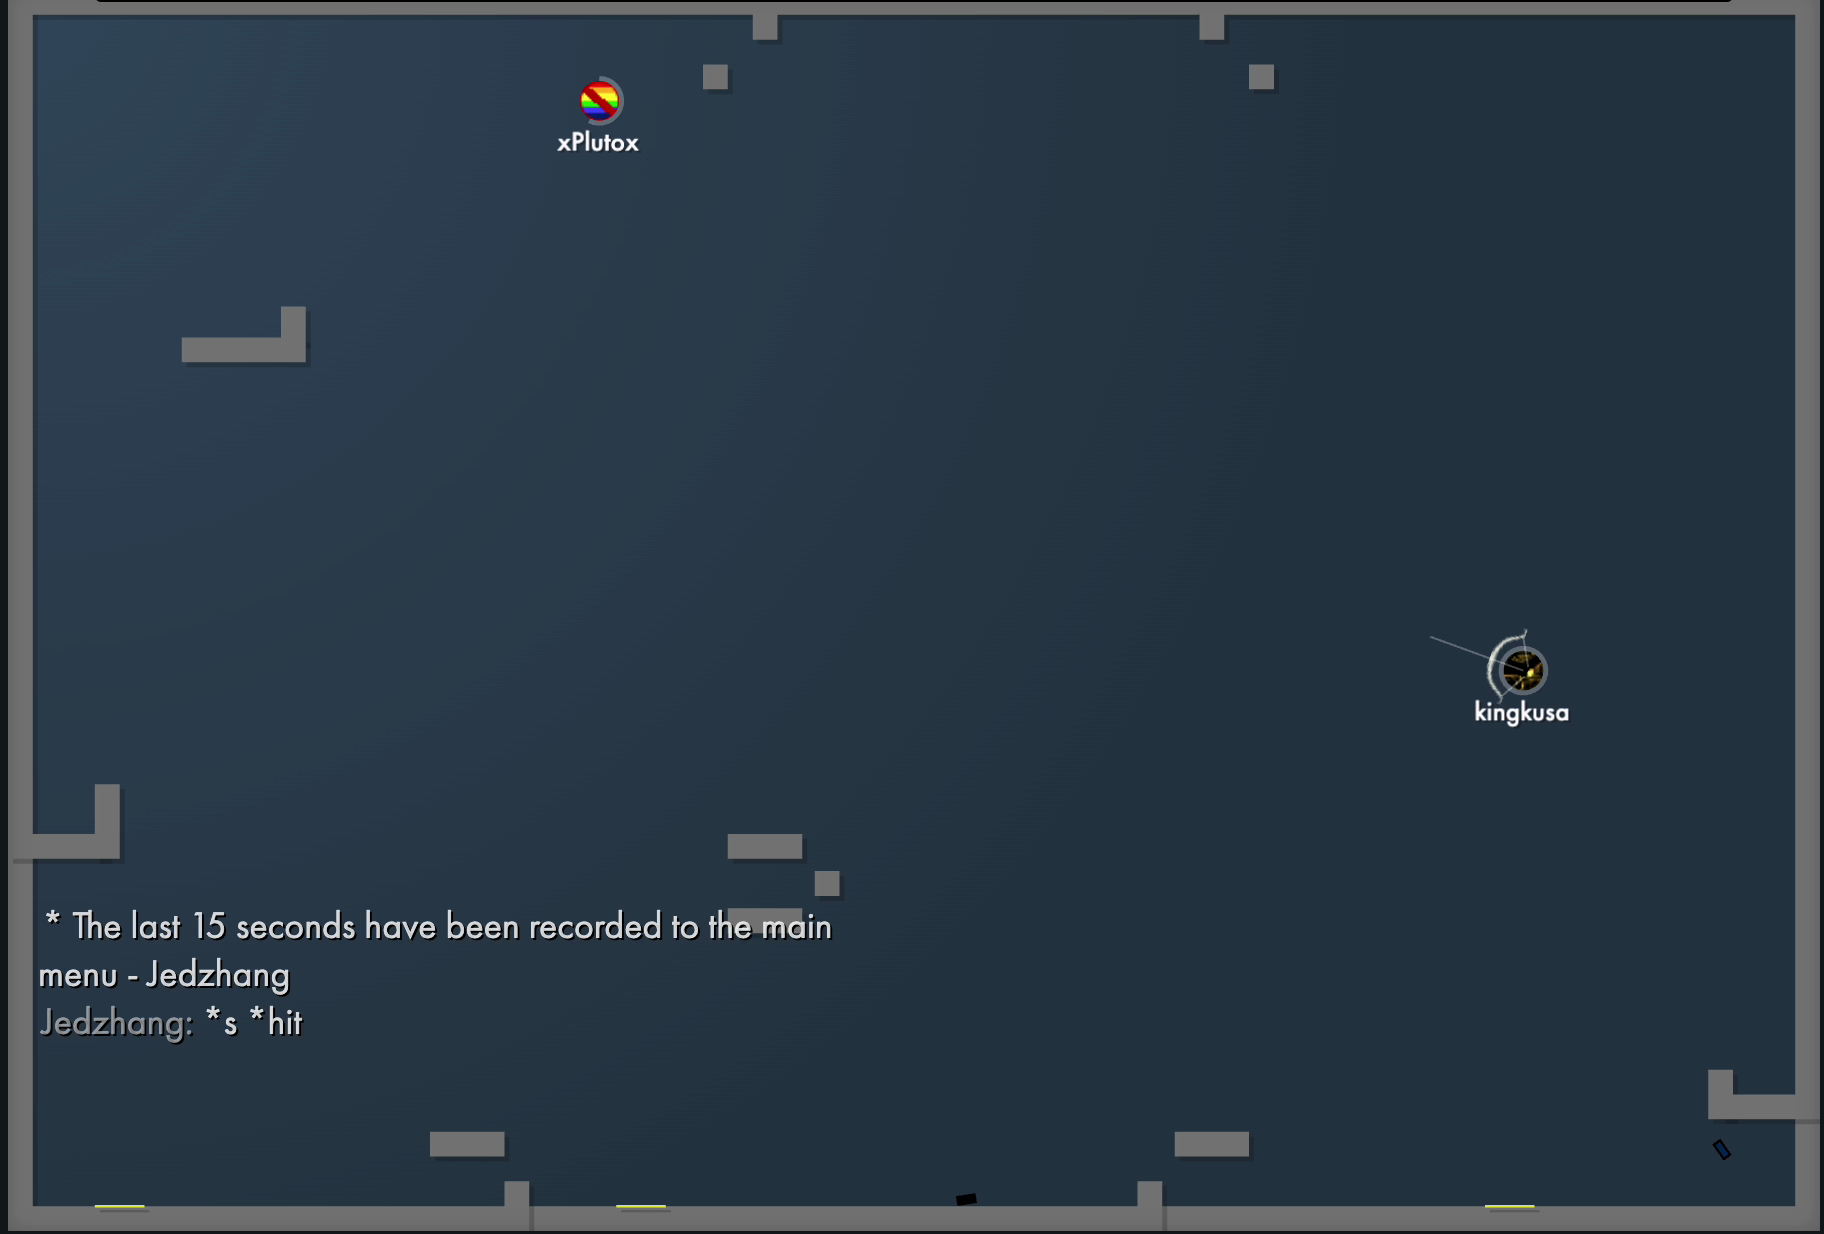 xPlutox
kingkusa
* The last 15 seconds have been recorded to the main
menu - Jedzhang
Jedzhang: *s *hit